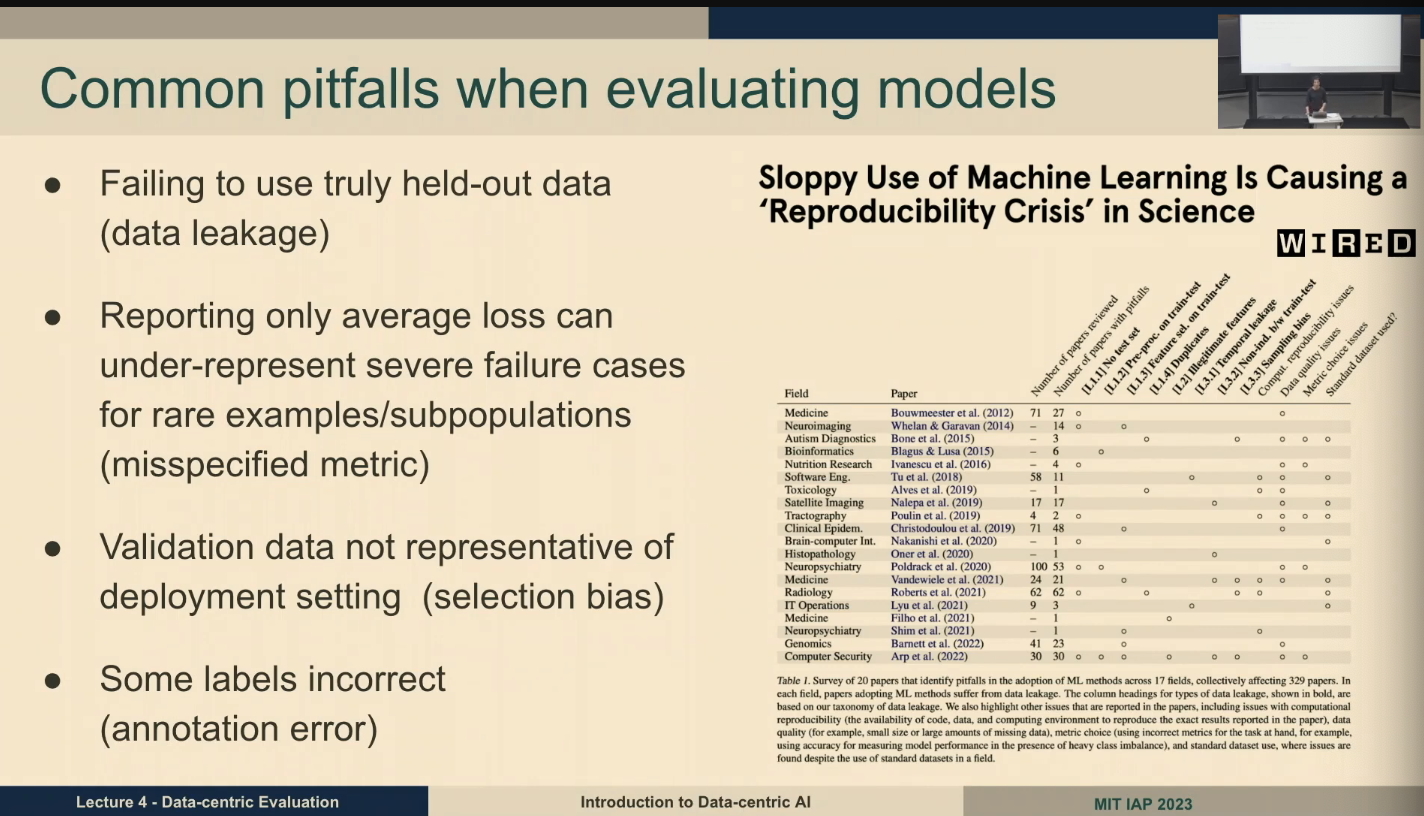 Common pitfalls when evaluating models
● Failing to use truly held-out data
(data leakage)
● Reporting only average loss can
under-represent severe failure cases
for rare examples/subpopulations
(misspecified metric)
● Validation data not representative of
deployment setting (selection bias)
● Some labels incorrect
(annotation error)
Sloppy Use of Machine Learning Is Causing a
‘Reproducibility Crisis’ in Science
WIRED
Number of papers reviewed
Number of papers with pitfalls
[L1.1] No test set
[L1.2] Pre-proc. on train-test
[L1.3] Feature sel. on train-test
[L1.4] Duplicates
[L2] Illegitimate features
[L3.1] Temporal leakage
[L3.2] Non-ind. b/w train-test
[L3.3] Sampling bias
Comput. reproducibility issues
Data quality issues
Metric choice issues
Standard dataset used?
Field Paper
Medicine Bouwmeester et al. (2012) 71 27 ○ ○
Neuroimaging Whelan & Garavan (2014) – 14 ○ ○
Autism Diagnostics Bone et al. (2015) – 3 ○ ○ ○ ○ ○
Bioinformatics Blagus & Lusa (2015) – 6 ○
Nutrition Research Ivanescu et al. (2016) – 4 ○ ○ ○
Software Eng. Tu et al. (2018) 58 11 ○ ○ ○ ○
Toxicology Alves et al. (2019) – 1 ○ ○ ○
Satellite Imaging Nalepa et al. (2019) 17 17 ○ ○ ○
Tractography Poulin et al. (2019) 4 2 ○ ○ ○ ○ ○
Clinical Epidem. Christodoulou et al. (2019) 71 48 ○ ○
Brain-computer Int. Nakanishi et al. (2020) – 1 ○ ○
Histopathology Oner et al. (2020) – 1 ○
Neuropsychiatry Poldrack et al. (2020) 100 53 ○ ○ ○ ○
Medicine Vandewiele et al. (2021) 24 21 ○ ○ ○ ○ ○ ○
Radiology Roberts et al. (2021) 62 62 ○ ○ ○ ○ ○
IT Operations Lyu et al. (2021) 9 3 ○ ○
Medicine Filho et al. (2021) – 1 ○
Neuropsychiatry Shim et al. (2021) – 1 ○ ○
Genomics Barnett et al. (2022) 41 23 ○ ○
Computer Security Arp et al. (2022) 30 30 ○ ○ ○ ○ ○ ○ ○ ○
Table 1. Survey of 20 papers that identify pitfalls in the adoption of ML methods across 17 fields, collectively affecting 329 papers. In
each field, papers adopting ML methods suffer from data leakage. The column headings for types of data leakage, shown in bold, are
based on our taxonomy of data leakage. We also highlight other issues that are reported in the papers, including issues with computational
reproducibility (the availability of code, data, and computing environment to reproduce the exact results reported in the paper), data
quality (for example, small size or large amounts of missing data), metric choice (using incorrect metrics for the task at hand, for example,
using accuracy for measuring model performance in the presence of heavy class imbalance), and standard dataset use, where issues are
found despite the use of standard datasets in a field.
Lecture 4 - Data-centric Evaluation
Introduction to Data-centric AI
MIT IAP 2023